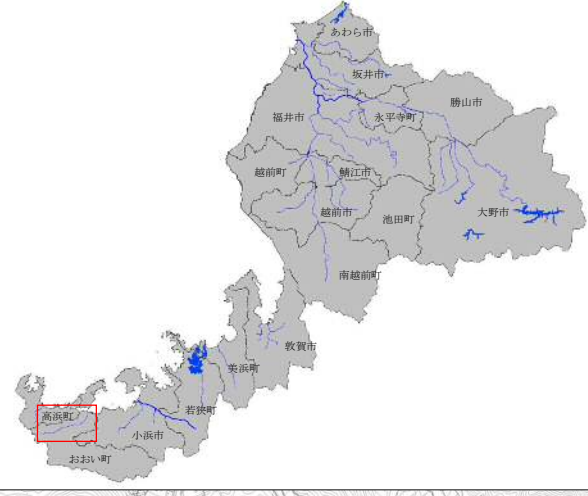 あわら市
坂井市
勝山市
福井市
永平寺町
越前町
鯖江市
越前市
池田町
大野市
南越前町
敦賀市
美浜町
若狭町
高浜町
小浜市
おおい町